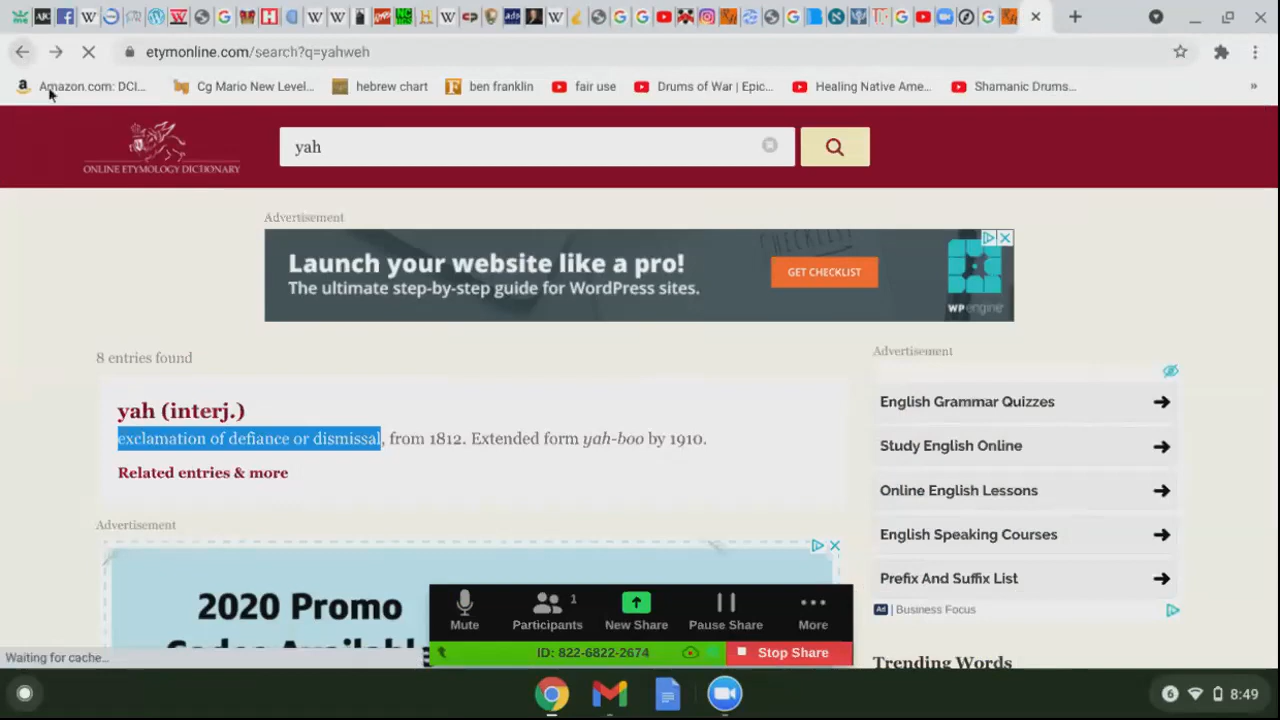 etymonline.com/search?q=yahweh
Amazon.com: DCI...
Cg Mario New Level...
hebrew chart
ben franklin
fair use
Drums of War | Epic...
Healing Native Ame...
Shamanic Drums...
»
ONLINE ETYMOLOGY DICTIONARY
yah
Advertisement
Launch your website like a pro!
The ultimate step-by-step guide for WordPress sites.
GET CHECKLIST
WP engine
8 entries found
Advertisement
yah (interj.)
exclamation of defiance or dismissal, from 1812. Extended form yah-boo by 1910.
Related entries & more
English Grammar Quizzes
Study English Online
Online English Lessons
English Speaking Courses
Prefix And Suffix List
Ad | Business Focus
Advertisement
2020 Promo
Trending Words
Mute
Participants 1
New Share
Pause Share
More
ID: 822-6822-2674
Stop Share
Waiting for cache...
6
8:49